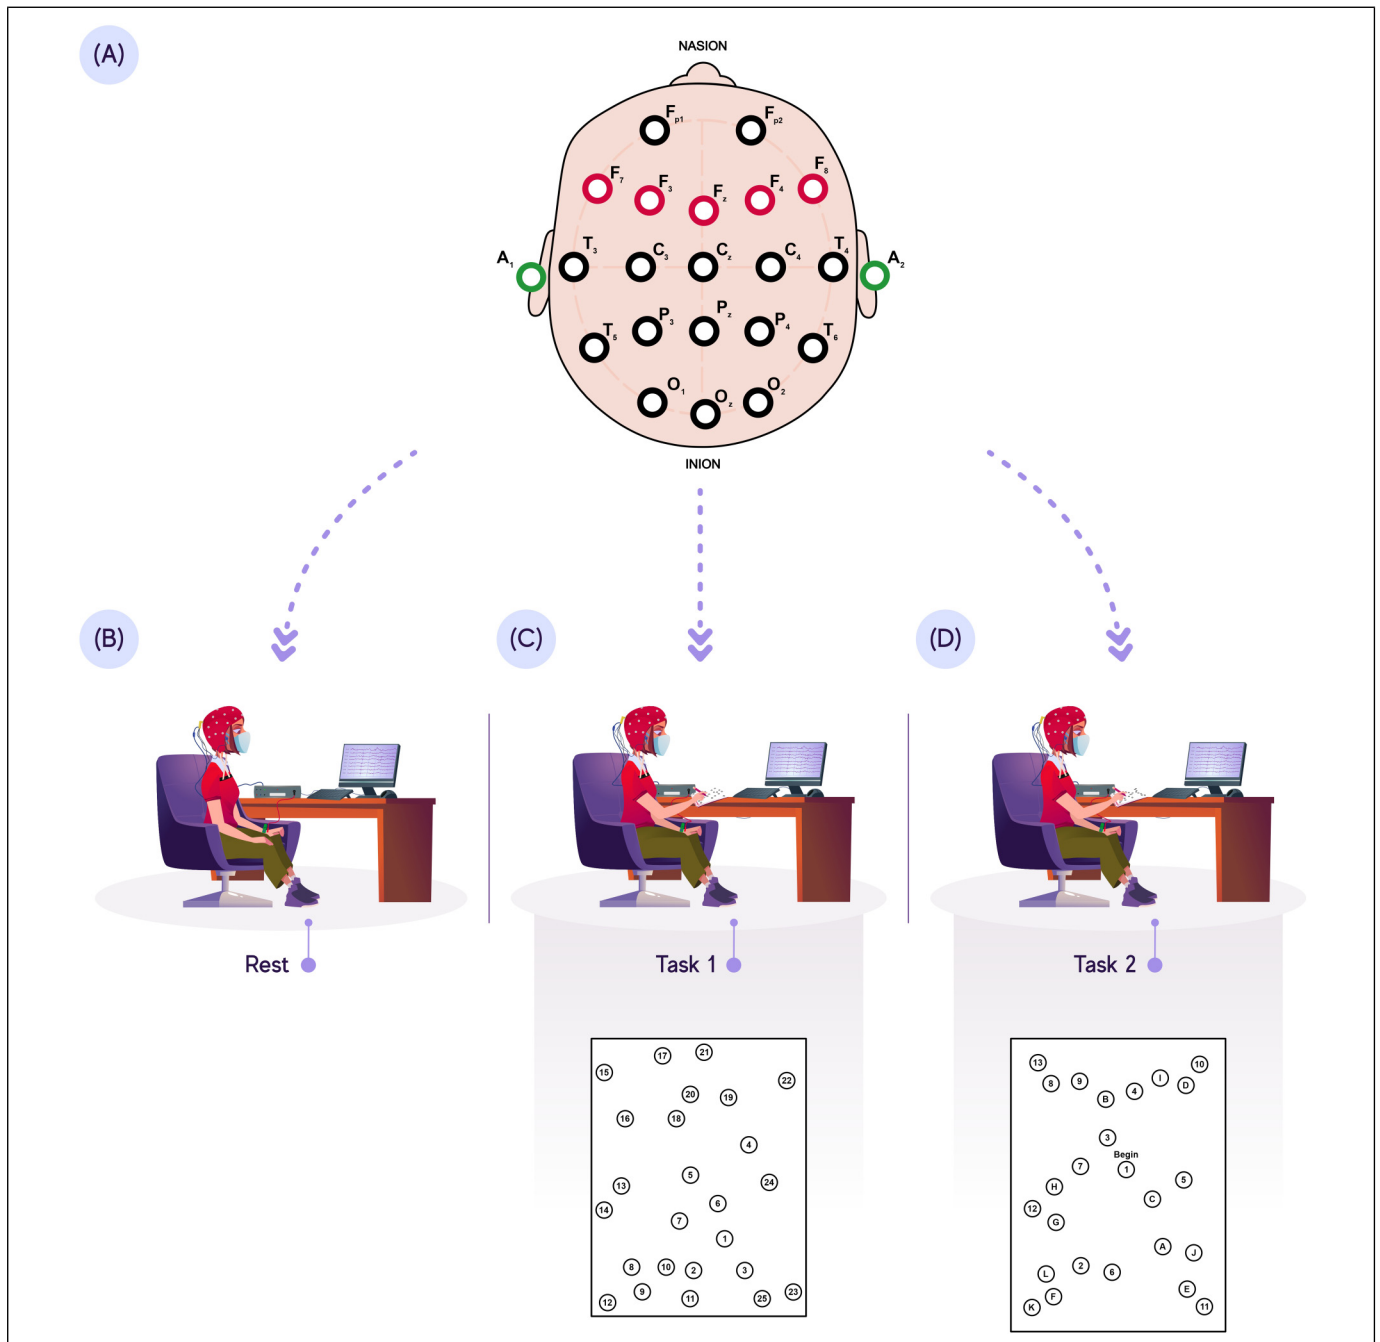 (A)
NASION
Fp1 Fp2
F7 F3 Fz F4 F8
A1 T3 C3 Cz C4 T4 A2
T5 P3 Pz P4 T6
O1 Oz O2
INION
(B) (C) (D)
Rest Task 1 Task 2
17 21
15 22
20 19
16 18
4
5 24
13 6
14 7
1
8 10 2 3
9 23
12 11 25
13 10
8 9 I D
B 4
3
Begin
7 1
H 5
C
12
G
A J
2 6
L
F E
K 11